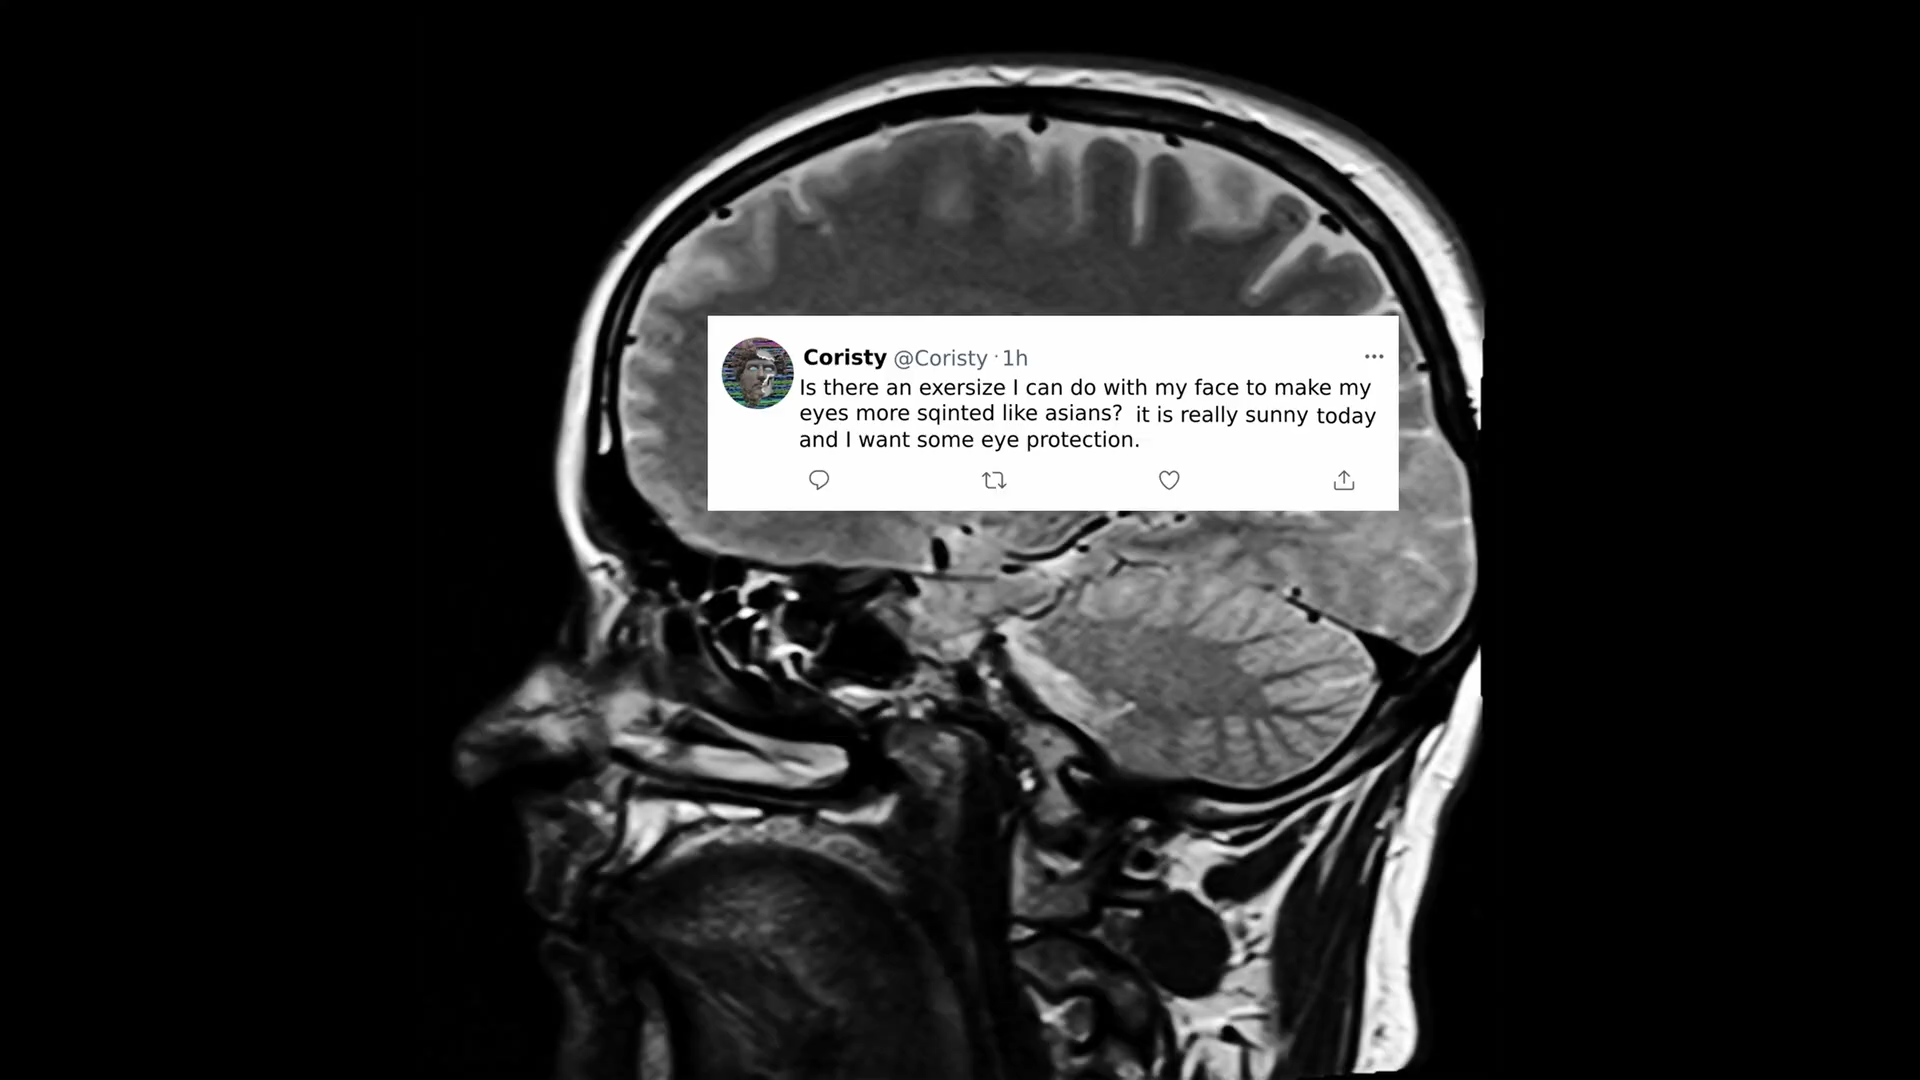 Coristy @Coristy · 1h
Is there an exersize I can do with my face to make my
eyes more sqinted like asians?  it is really sunny today
and I want some eye protection.